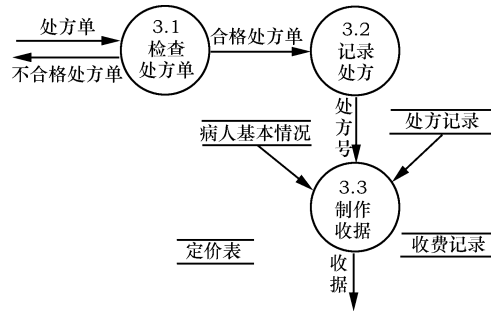 处方单
不合格处方单
3.1
检查
处方单
合格处方单
3.2
记录
处方
处方号
病人基本情况
处方记录
3.3
制作
收据
定价表
收费记录
收据